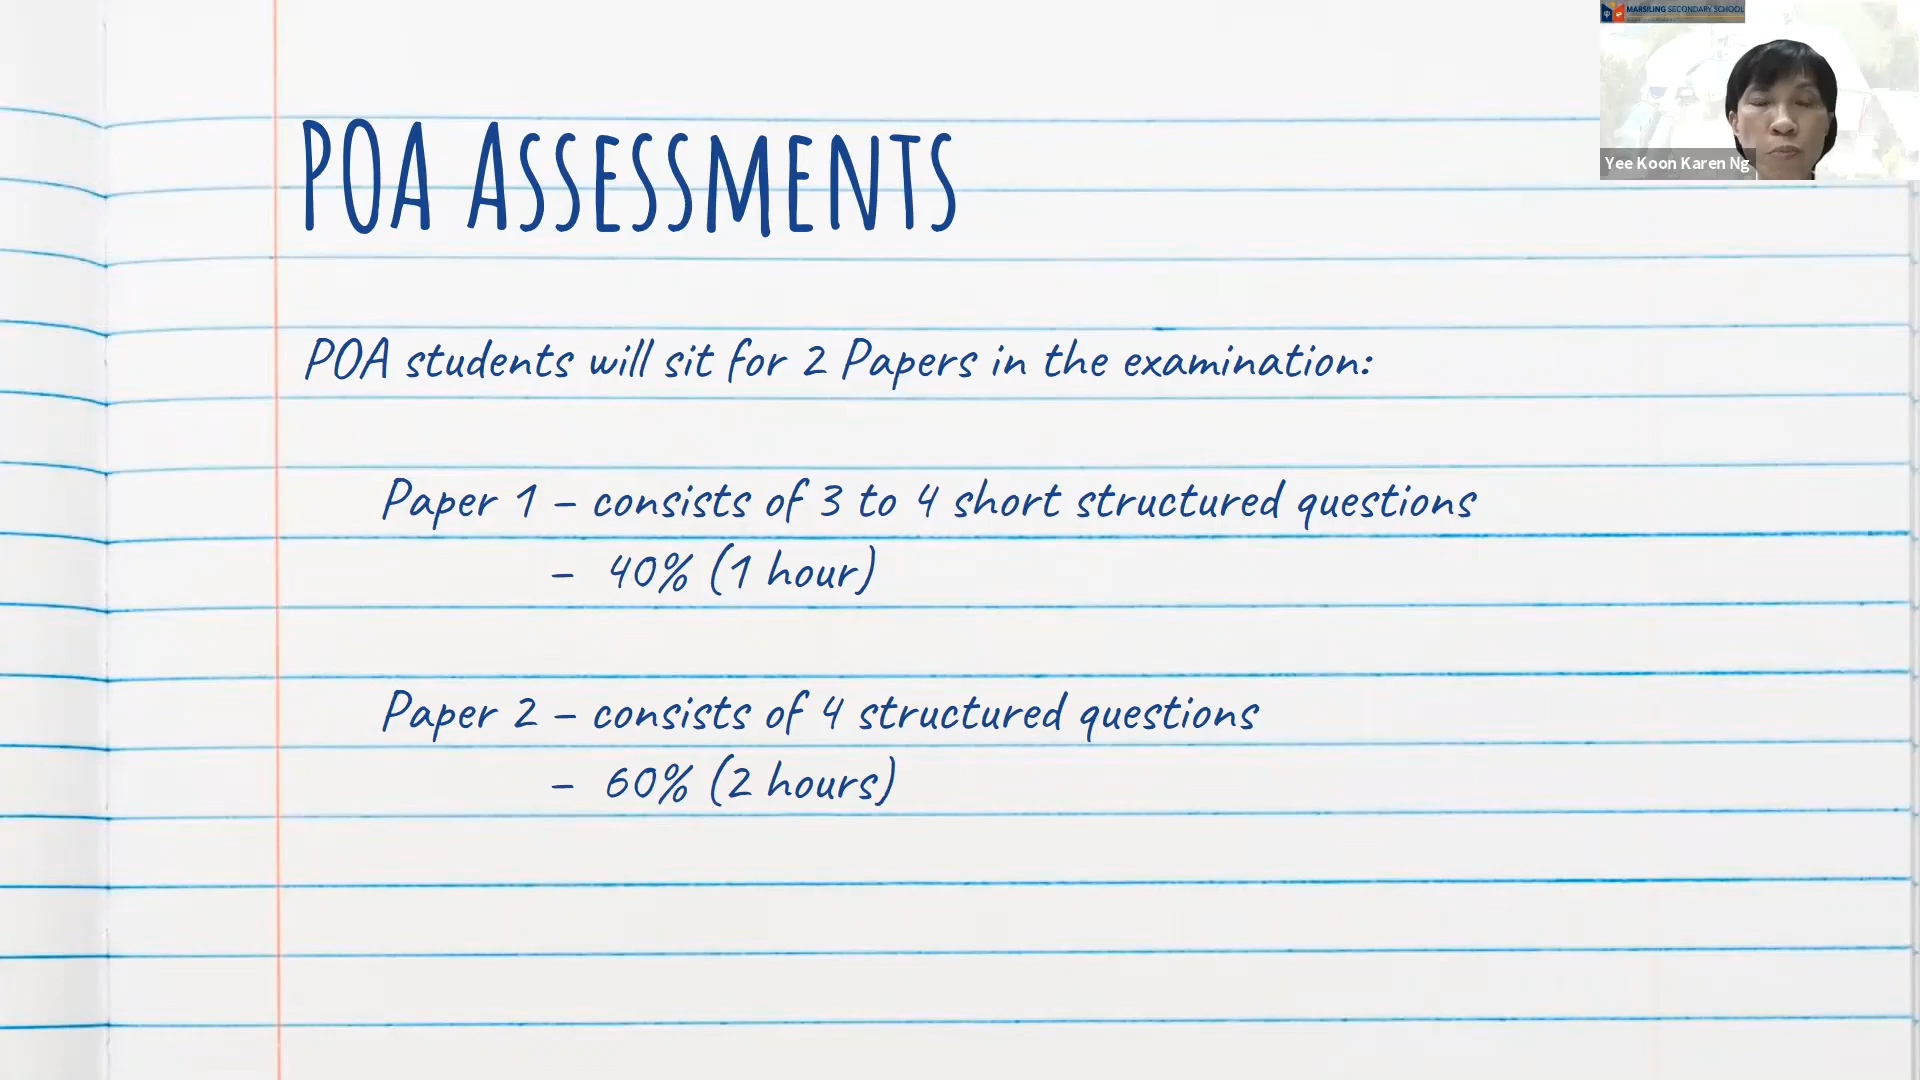 MARSILING SECONDARY SCHOOL
Yee Koon Karen Ng
POA ASSESSMENTS
POA students will sit for 2 Papers in the examination:
Paper 1 – consists of 3 to 4 short structured questions
– 40% (1 hour)
Paper 2 – consists of 4 structured questions
– 60% (2 hours)